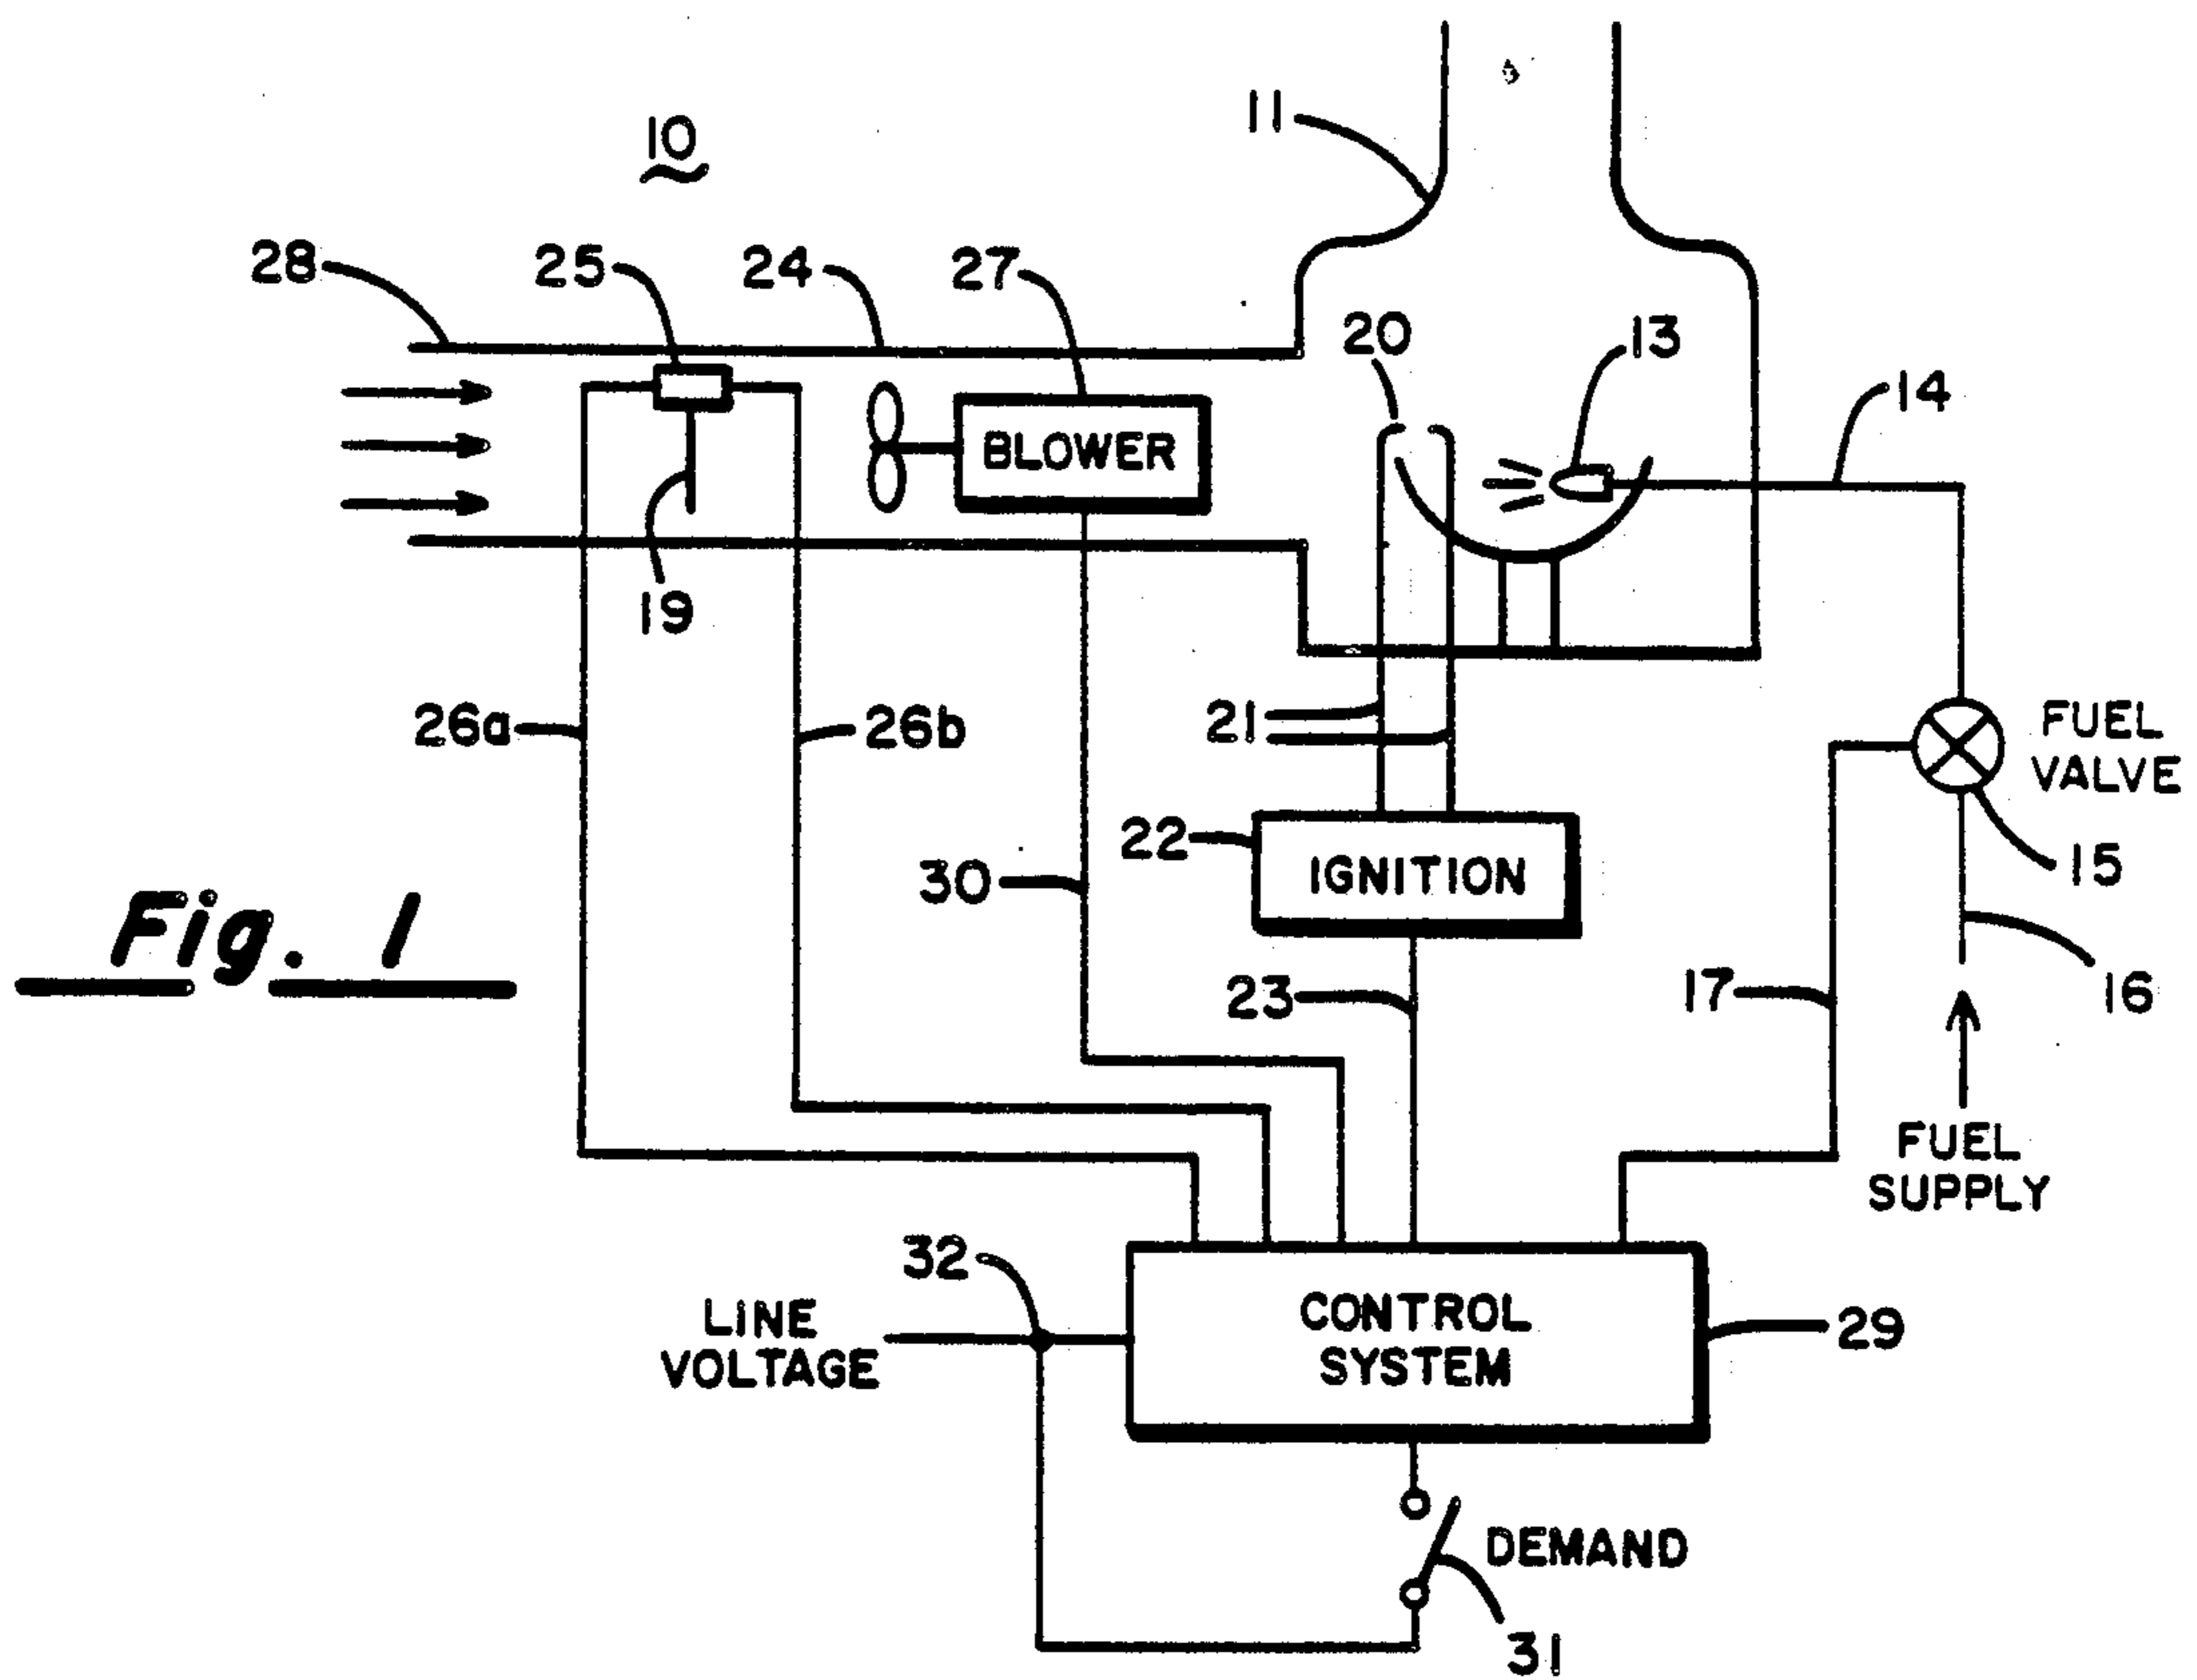 11
10
28
25
24
27
20
13
14
BLOWER
19
26a
26b
21
FUEL
VALVE
22
IGNITION
15
30
Fig. 1
23
17
16
FUEL
SUPPLY
32
LINE
VOLTAGE
CONTROL
SYSTEM
29
DEMAND
31